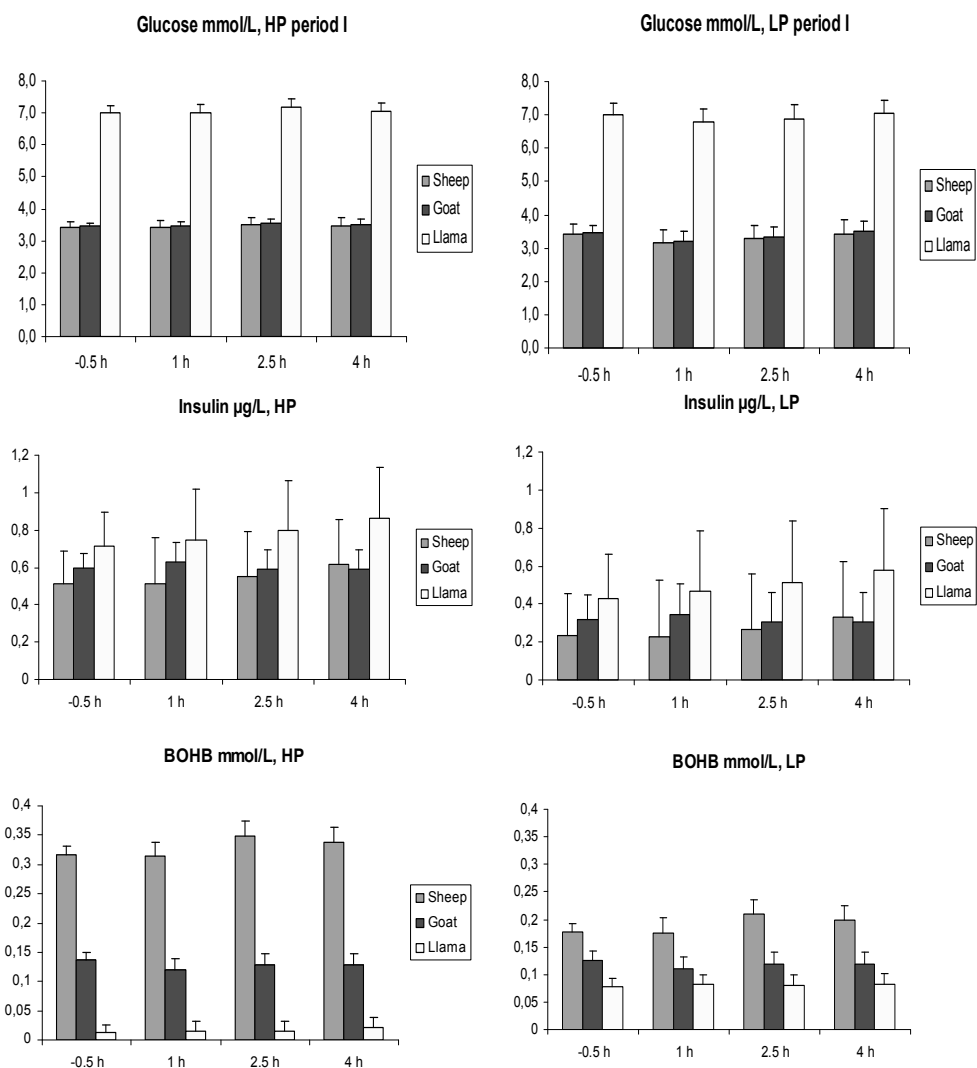 Glucose mmol/L, HP period I
8,0
7,0
6,0
5,0
4,0
3,0
2,0
1,0
0,0
-0.5 h 1 h 2.5 h 4 h
Sheep
Goat
Llama
Glucose mmol/L, LP period I
8,0
7,0
6,0
5,0
4,0
3,0
2,0
1,0
0,0
-0.5 h 1 h 2.5 h 4 h
Sheep
Goat
Llama
Insulin µg/L, HP
1,2
1
0,8
0,6
0,4
0,2
0
-0.5 h 1 h 2.5 h 4 h
Sheep
Goat
Llama
Insulin µg/L, LP
1,2
1
0,8
0,6
0,4
0,2
0
-0.5 h 1 h 2.5 h 4 h
Sheep
Goat
Llama
BOHB mmol/L, HP
0,4
0,35
0,3
0,25
0,2
0,15
0,1
0,05
0
-0.5 h 1 h 2.5 h 4 h
Sheep
Goat
Llama
BOHB mmol/L, LP
0,4
0,35
0,3
0,25
0,2
0,15
0,1
0,05
0
-0.5 h 1 h 2.5 h 4 h